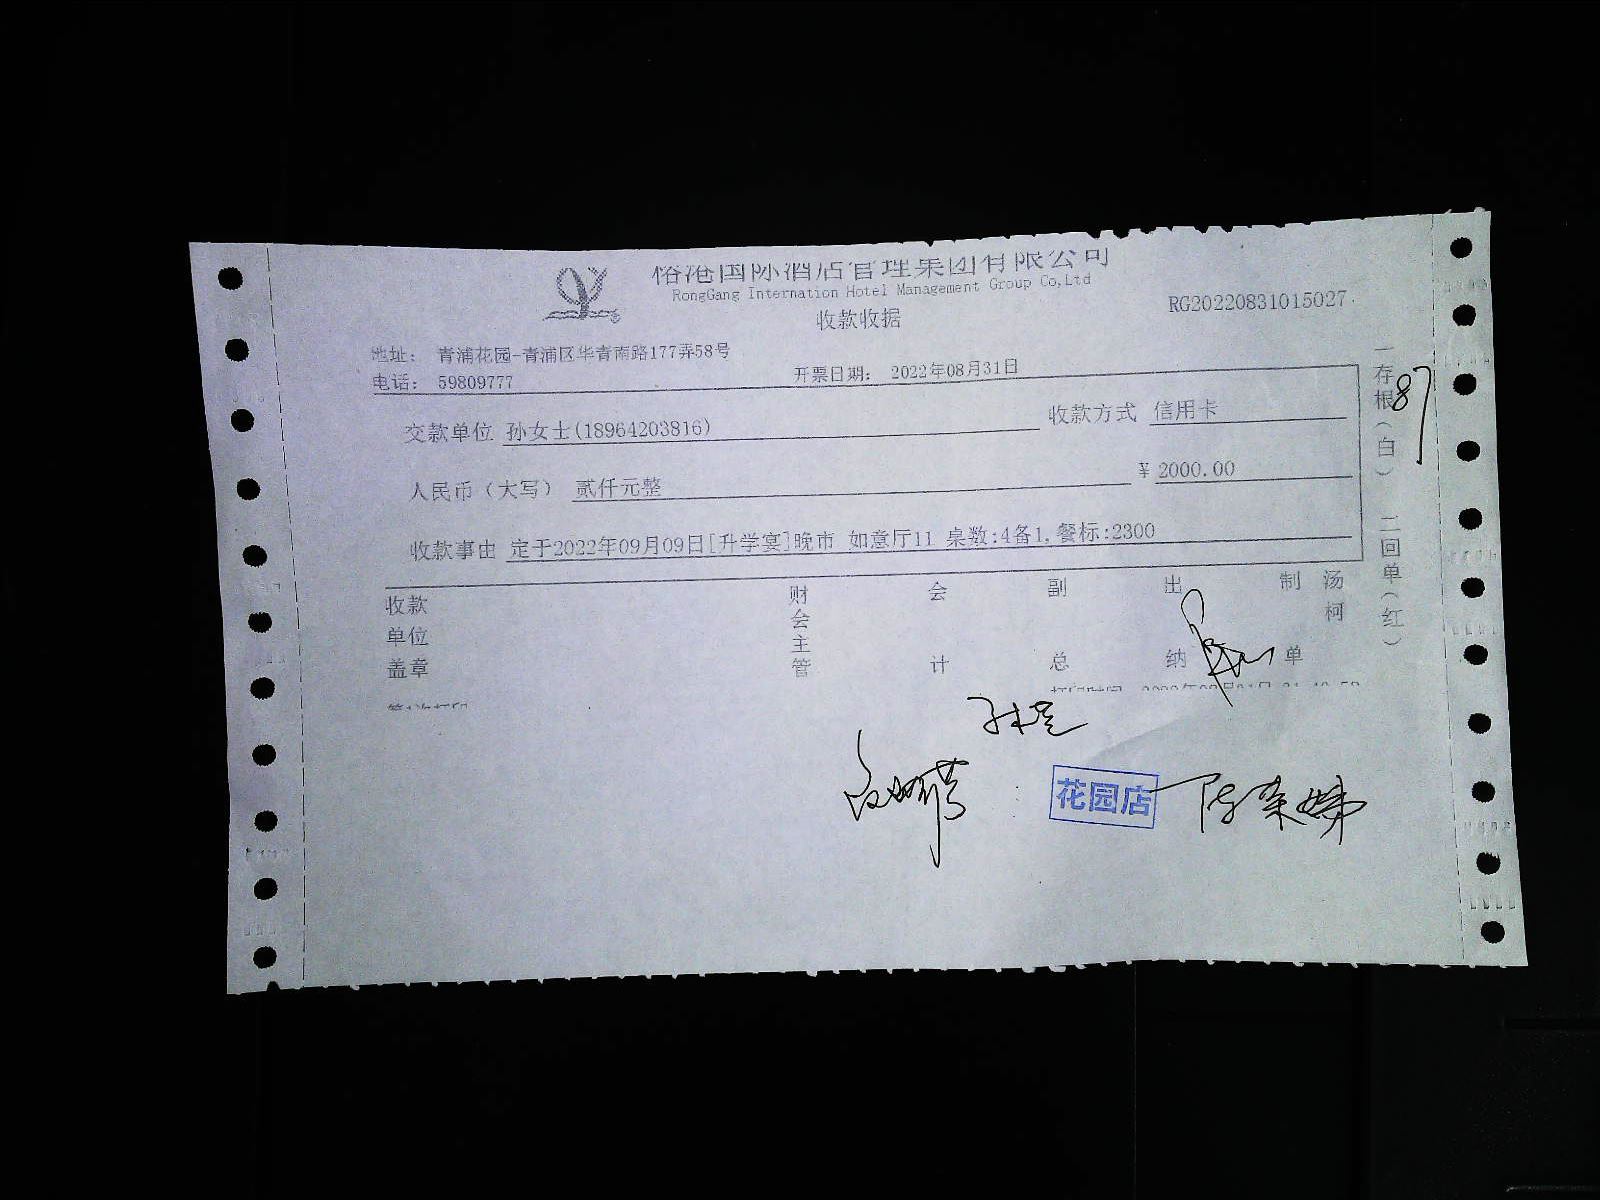 国际酒店管理集团有限公司
RongGang Internation Hotel Management Group Co,Ltd
收款收据
RG20220831015027
地址： 青浦花园-青浦区华青南路177弄58号
电话： 59809777
开票日期： 2022年08月31日
交款单位 孙女士(18964203816)
收款方式 信用卡
人民币（大写） 贰仟元整
¥ 2000.00
收款事由 定于2022年09月09日[升学宴]晚市 如意厅11 桌数:4备1,餐标:2300
收款单位盖章
财会主管
会计
副总
出纳
制单
汤柯
一存根（白） 二回单（红）
87
花园店